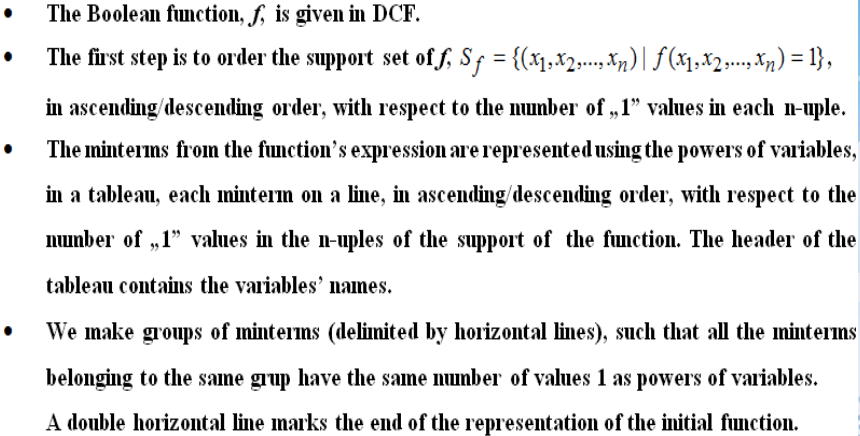 • The Boolean function, f, is given in DCF.
• The first step is to order the support set of f, S_f = {(x_1,x_2,...,x_n) | f(x_1,x_2,...,x_n) = 1},
in ascending/descending order, with respect to the number of „1” values in each n-uple.
• The minterms from the function’s expression are represented using the powers of variables,
in a tableau, each minterm on a line, in ascending/descending order, with respect to the
number of „1” values in the n-uples of the support of the function. The header of the
tableau contains the variables’ names.
• We make groups of minterms (delimited by horizontal lines), such that all the minterms
belonging to the same grup have the same number of values 1 as powers of variables.
A double horizontal line marks the end of the representation of the initial function.